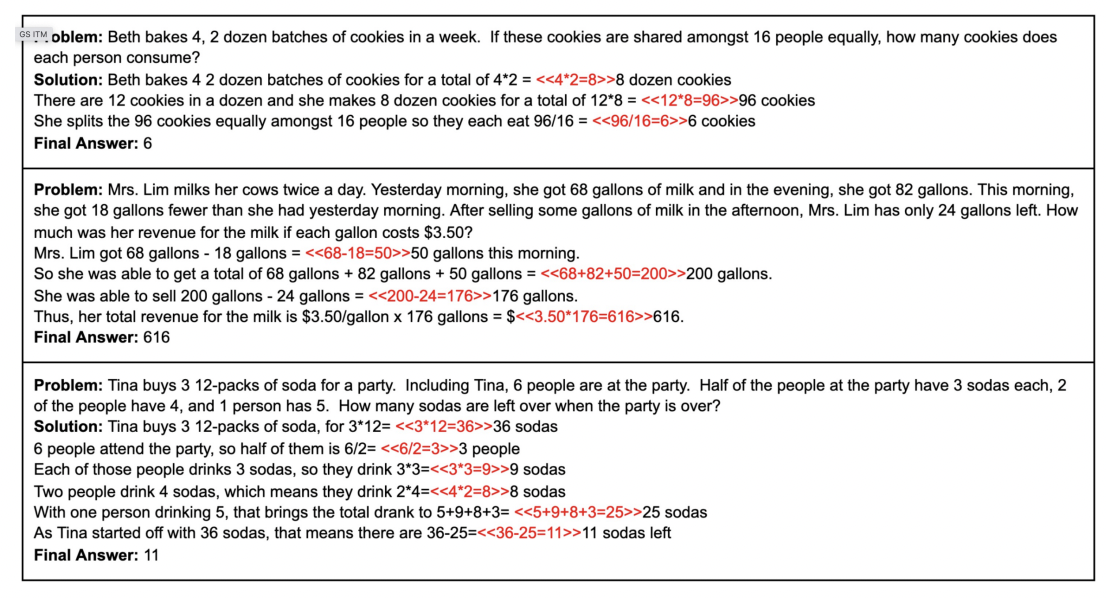 GS ITM
oblem: Beth bakes 4, 2 dozen batches of cookies in a week. If these cookies are shared amongst 16 people equally, how many cookies does
each person consume?
Solution: Beth bakes 4 2 dozen batches of cookies for a total of 4*2 = <<4*2=8>>8 dozen cookies
There are 12 cookies in a dozen and she makes 8 dozen cookies for a total of 12*8 = <<12*8=96>>96 cookies
She splits the 96 cookies equally amongst 16 people so they each eat 96/16 = <<96/16=6>>6 cookies
Final Answer: 6
Problem: Mrs. Lim milks her cows twice a day. Yesterday morning, she got 68 gallons of milk and in the evening, she got 82 gallons. This morning,
she got 18 gallons fewer than she had yesterday morning. After selling some gallons of milk in the afternoon, Mrs. Lim has only 24 gallons left. How
much was her revenue for the milk if each gallon costs $3.50?
Mrs. Lim got 68 gallons - 18 gallons = <<68-18=50>>50 gallons this morning.
So she was able to get a total of 68 gallons + 82 gallons + 50 gallons = <<68+82+50=200>>200 gallons.
She was able to sell 200 gallons - 24 gallons = <<200-24=176>>176 gallons.
Thus, her total revenue for the milk is $3.50/gallon x 176 gallons = $<<3.50*176=616>>616.
Final Answer: 616
Problem: Tina buys 3 12-packs of soda for a party. Including Tina, 6 people are at the party. Half of the people at the party have 3 sodas each, 2
of the people have 4, and 1 person has 5. How many sodas are left over when the party is over?
Solution: Tina buys 3 12-packs of soda, for 3*12= <<3*12=36>>36 sodas
6 people attend the party, so half of them is 6/2= <<6/2=3>>3 people
Each of those people drinks 3 sodas, so they drink 3*3=<<3*3=9>>9 sodas
Two people drink 4 sodas, which means they drink 2*4=<<4*2=8>>8 sodas
With one person drinking 5, that brings the total drank to 5+9+8+3= <<5+9+8+3=25>>25 sodas
As Tina started off with 36 sodas, that means there are 36-25=<<36-25=11>>11 sodas left
Final Answer: 11